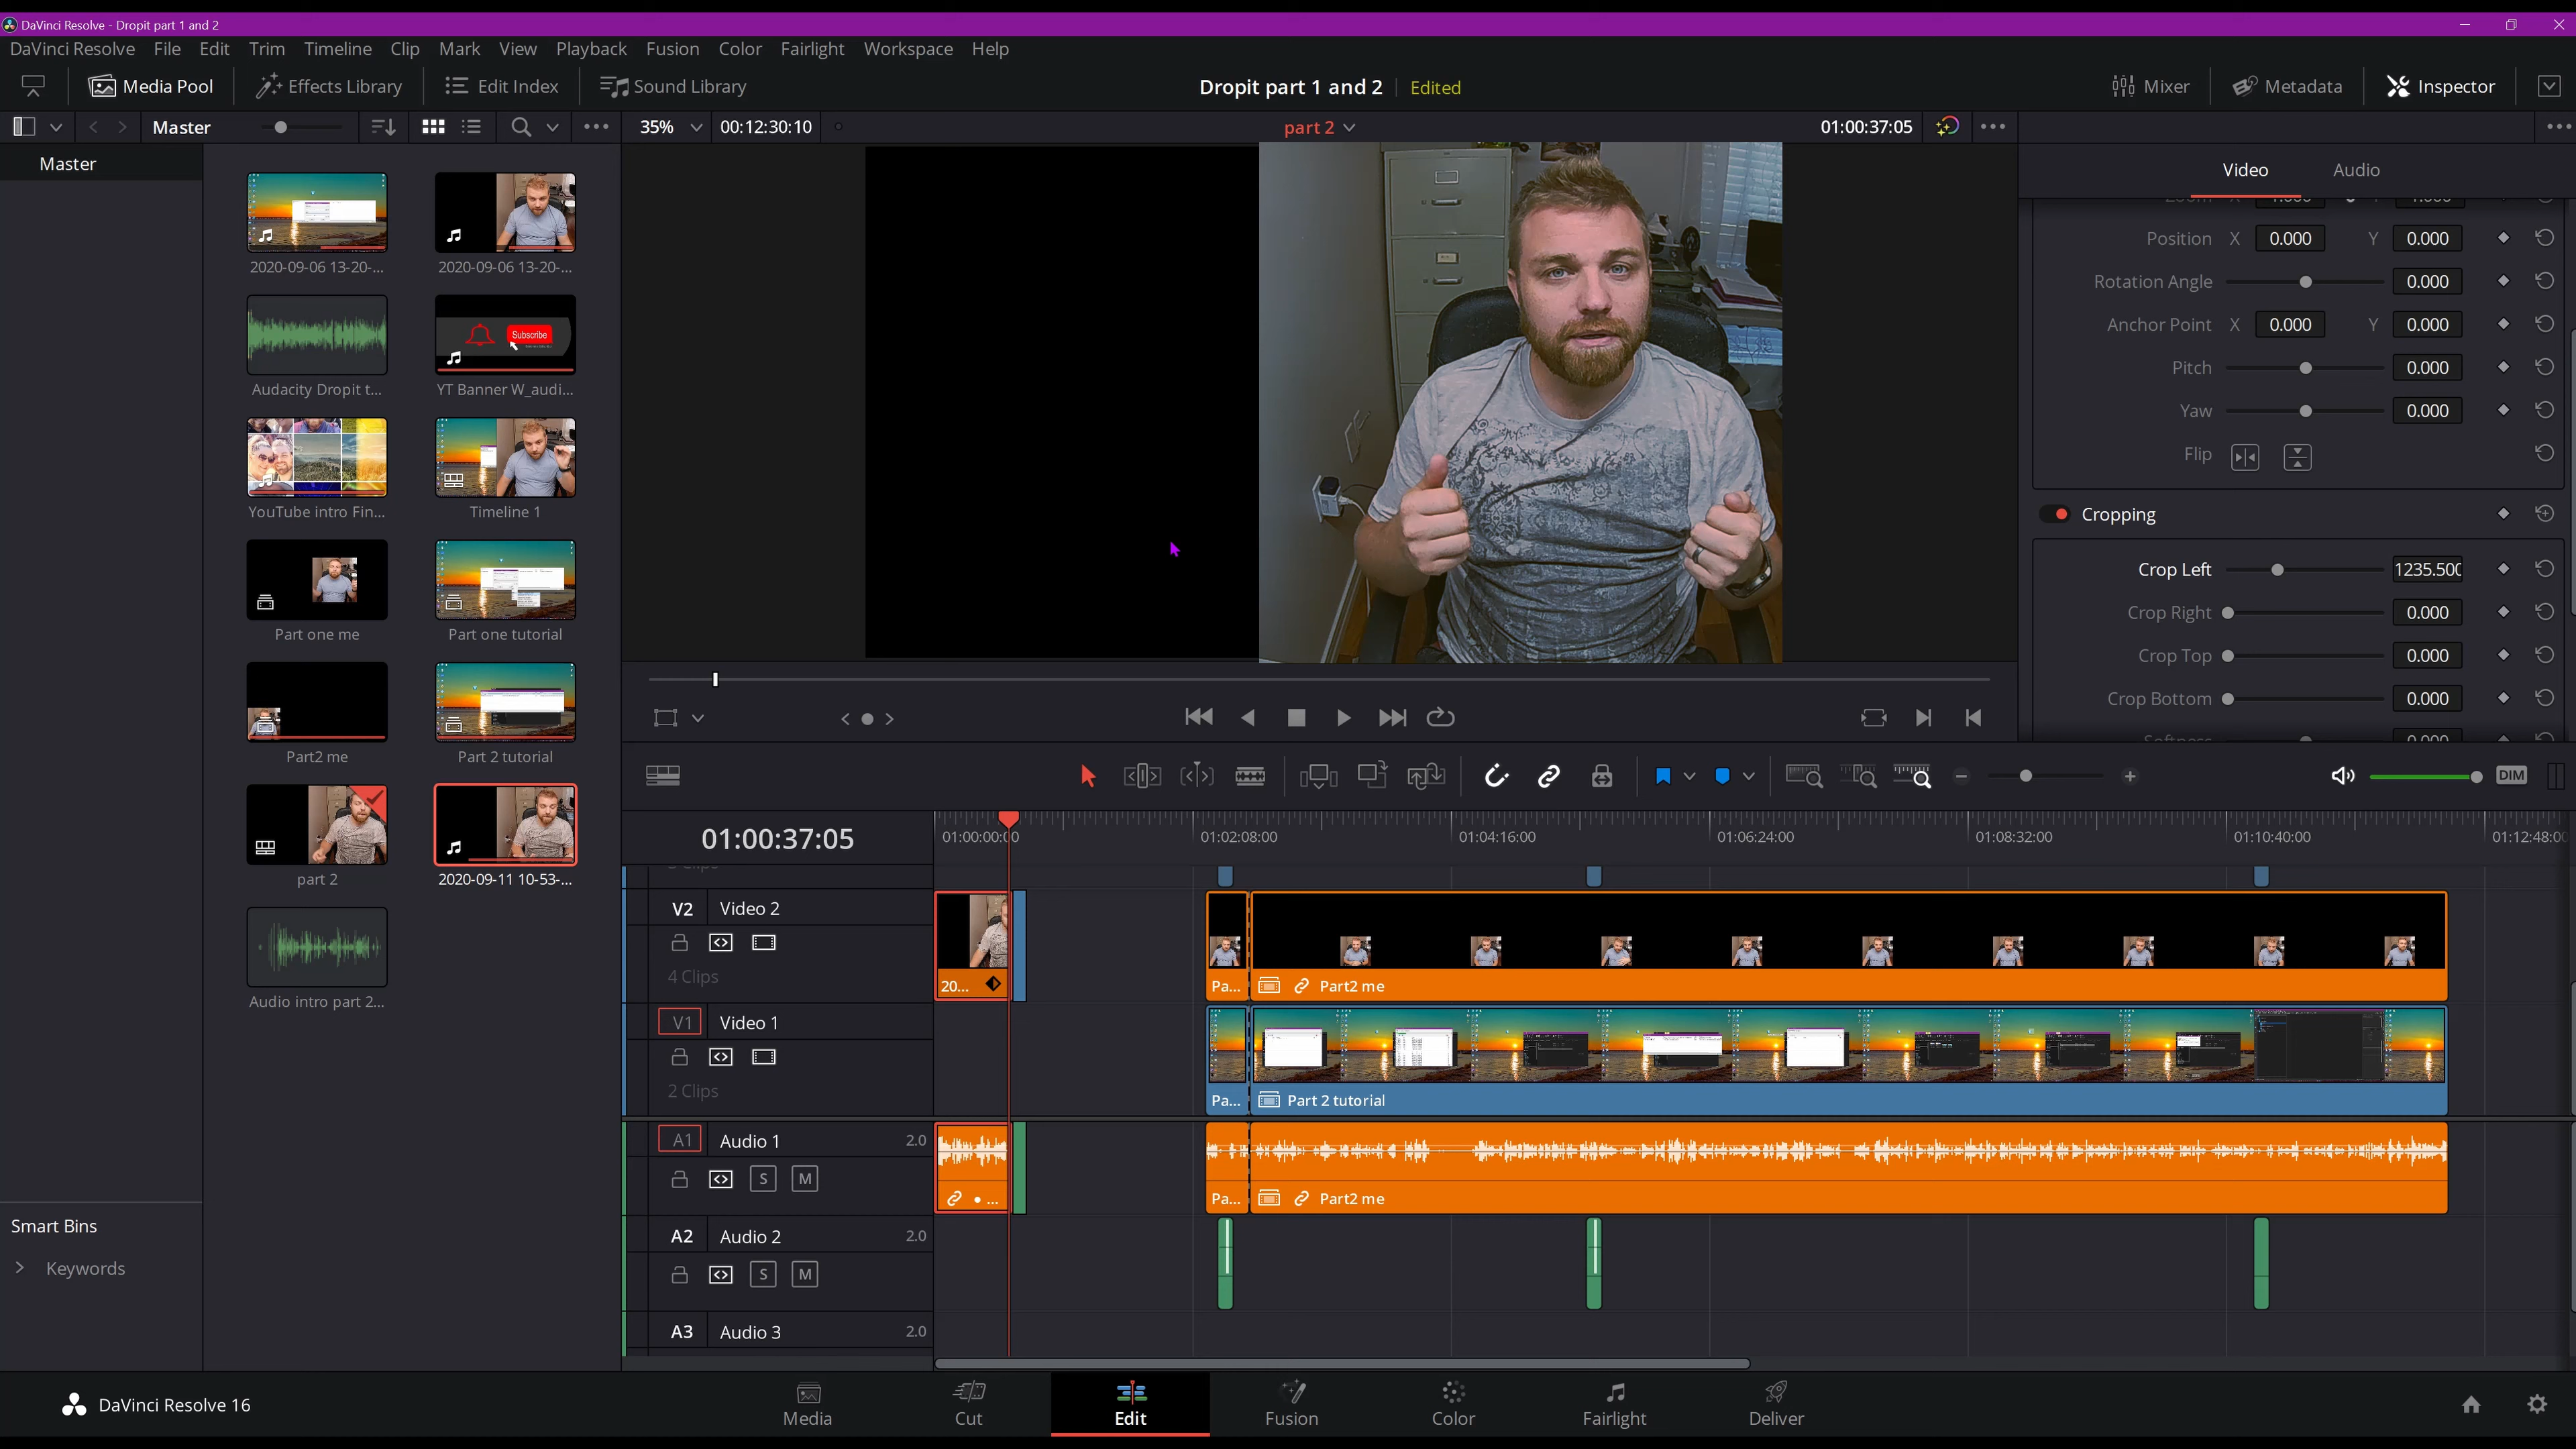 DaVinci Resolve - Dropit part 1 and 2
DaVinci Resolve File Edit Trim Timeline Clip Mark View Playback Fusion Color Fairlight Workspace Help
Media Pool Effects Library Edit Index Sound Library Dropit part 1 and 2 Edited Mixer Metadata Inspector
Master 35% 00:12:30:10 part 2 01:00:37:05
Master
Video Audio
Zoom X 1.000 Y 1.000
Position X 0.000 Y 0.000
Rotation Angle 0.000
Anchor Point X 0.000 Y 0.000
Pitch 0.000
Yaw 0.000
Flip
Cropping
Crop Left 1235.500
Crop Right 0.000
Crop Top 0.000
Crop Bottom 0.000
Softness 0.000
2020-09-06 13-20-... 2020-09-06 13-20-...
Subscribe
Audacity Dropit t... YT Banner W_audi...
YouTube intro Fin... Timeline 1
Part one me Part one tutorial
Part2 me Part 2 tutorial
part 2 2020-09-11 10-53-...
Audio intro part 2...
Smart Bins
Keywords
DIM
01:00:37:05 01:00:00:00 01:02:08:00 01:04:16:00 01:06:24:00 01:08:32:00 01:10:40:00 01:12:48:00
V2 Video 2
4 Clips
20... Pa... Part2 me
V1 Video 1
2 Clips
Pa... Part 2 tutorial
A1 Audio 1 2.0
S M
... Pa... Part2 me
A2 Audio 2 2.0
S M
A3 Audio 3 2.0
DaVinci Resolve 16
Media Cut Edit Fusion Color Fairlight Deliver